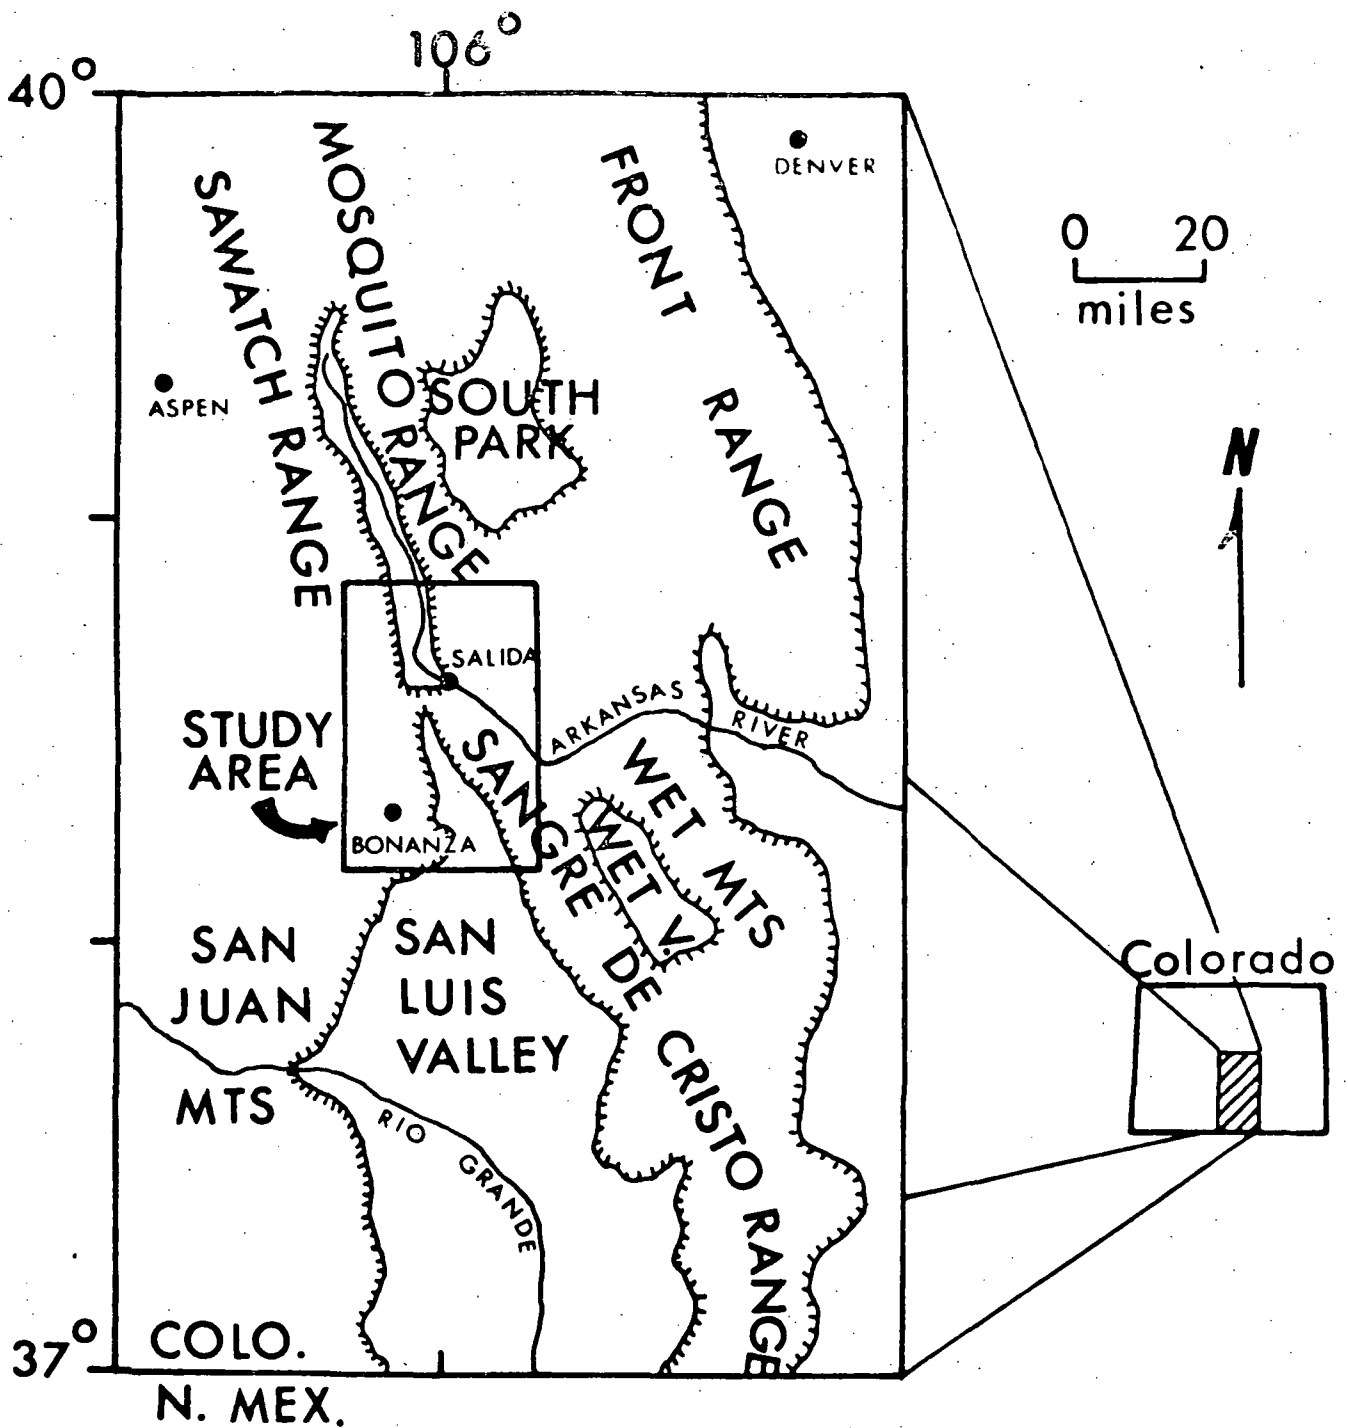 106°
40°
DENVER
MOSQUITO RANGE
SAWATCH RANGE
FRONT RANGE
0 20
miles
ASPEN
SOUTH
PARK
N
SALIDA
ARKANSAS RIVER
STUDY
AREA
BONANZA
SANGRE DE CRISTO RANGE
WET MTS
WET V.
SAN
JUAN
MTS
SAN
LUIS
VALLEY
Colorado
RIO GRANDE
37°
COLO.
N. MEX.